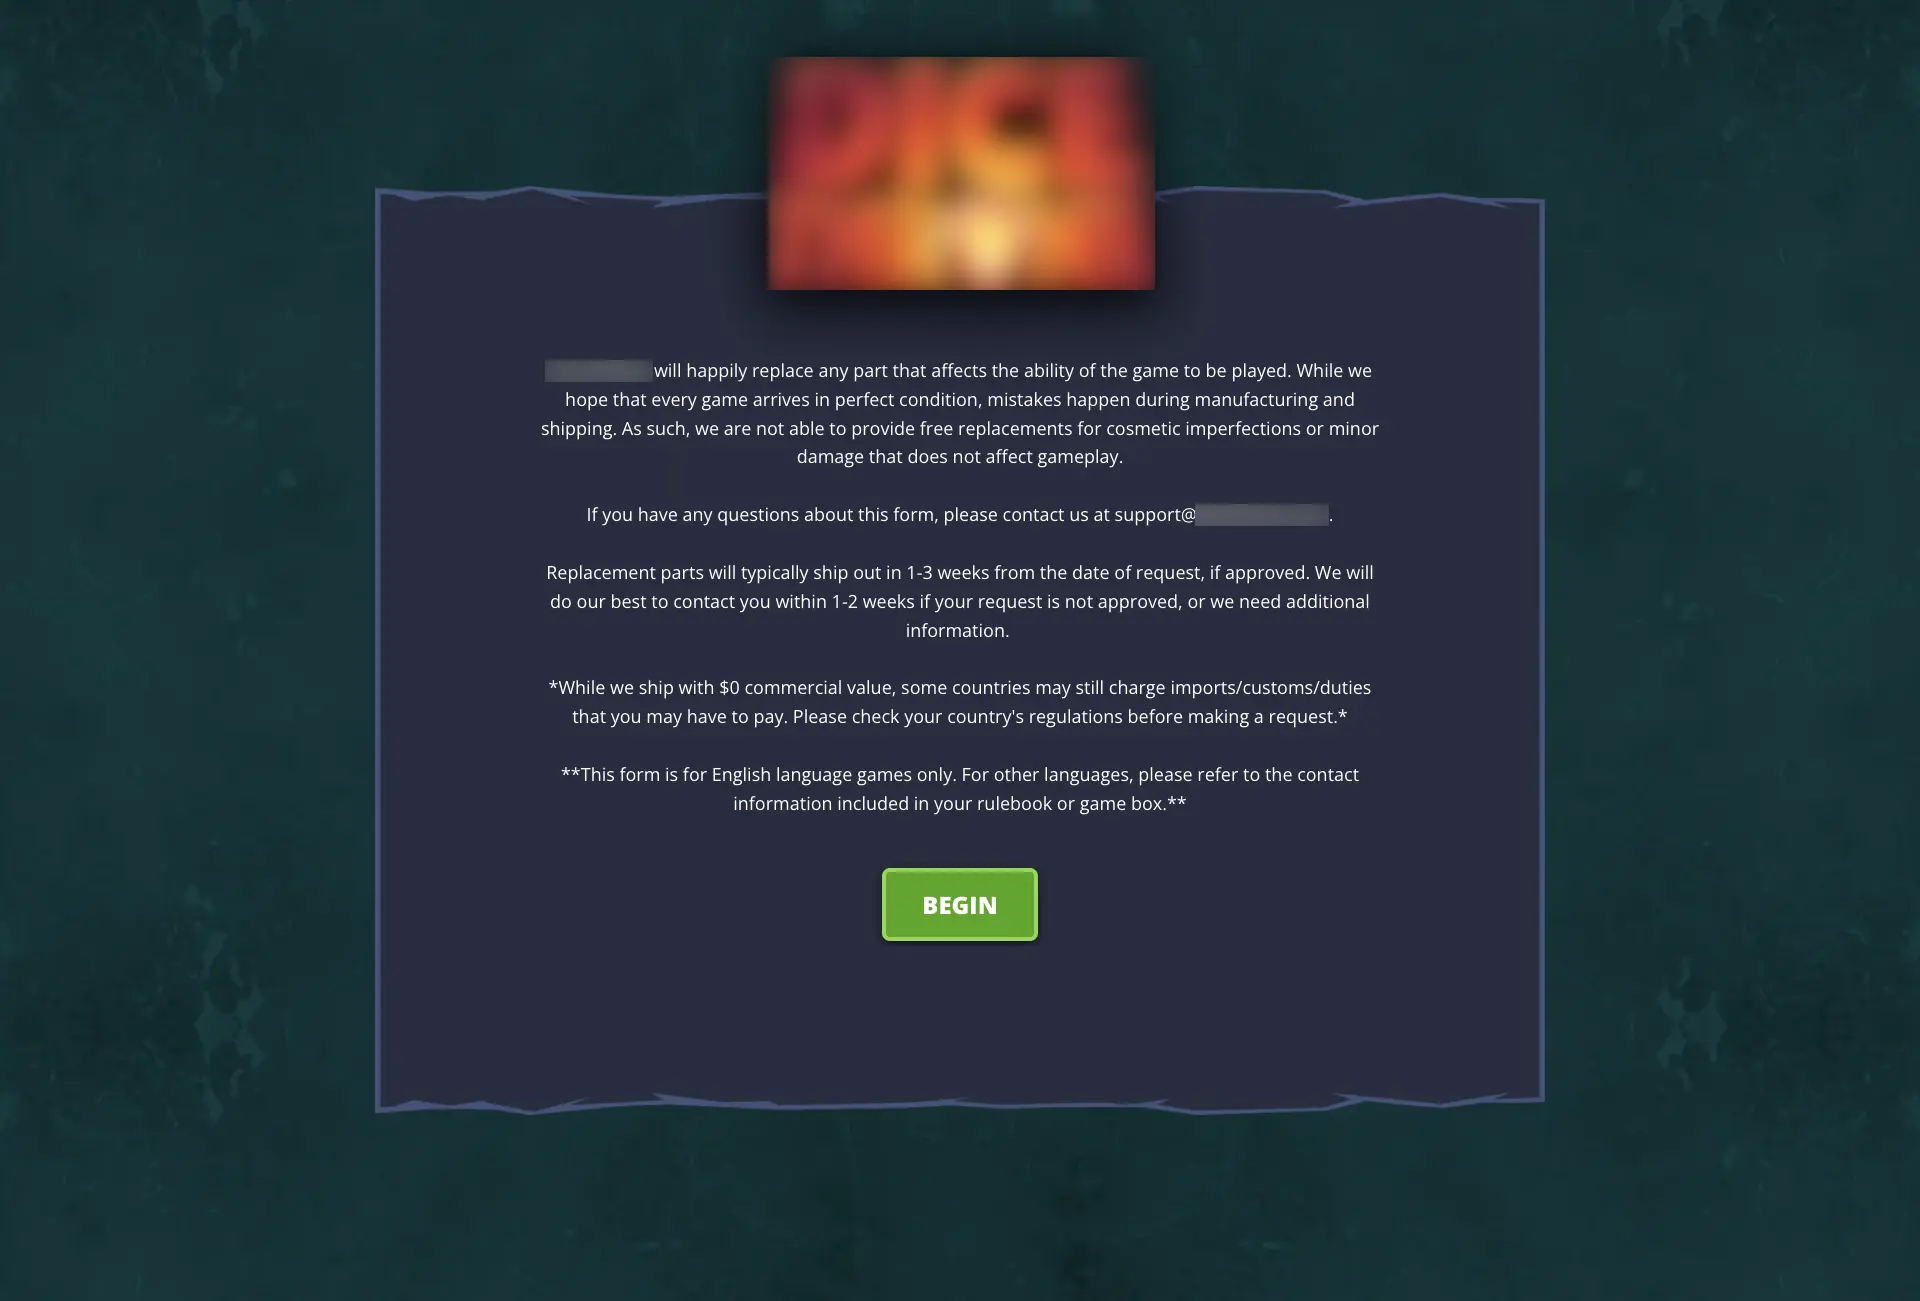 will happily replace any part that affects the ability of the game to be played. While we
hope that every game arrives in perfect condition, mistakes happen during manufacturing and
shipping. As such, we are not able to provide free replacements for cosmetic imperfections or minor
damage that does not affect gameplay.
If you have any questions about this form, please contact us at support@ .
Replacement parts will typically ship out in 1-3 weeks from the date of request, if approved. We will
do our best to contact you within 1-2 weeks if your request is not approved, or we need additional
information.
*While we ship with $0 commercial value, some countries may still charge imports/customs/duties
that you may have to pay. Please check your country's regulations before making a request.*
**This form is for English language games only. For other languages, please refer to the contact
information included in your rulebook or game box.**
BEGIN